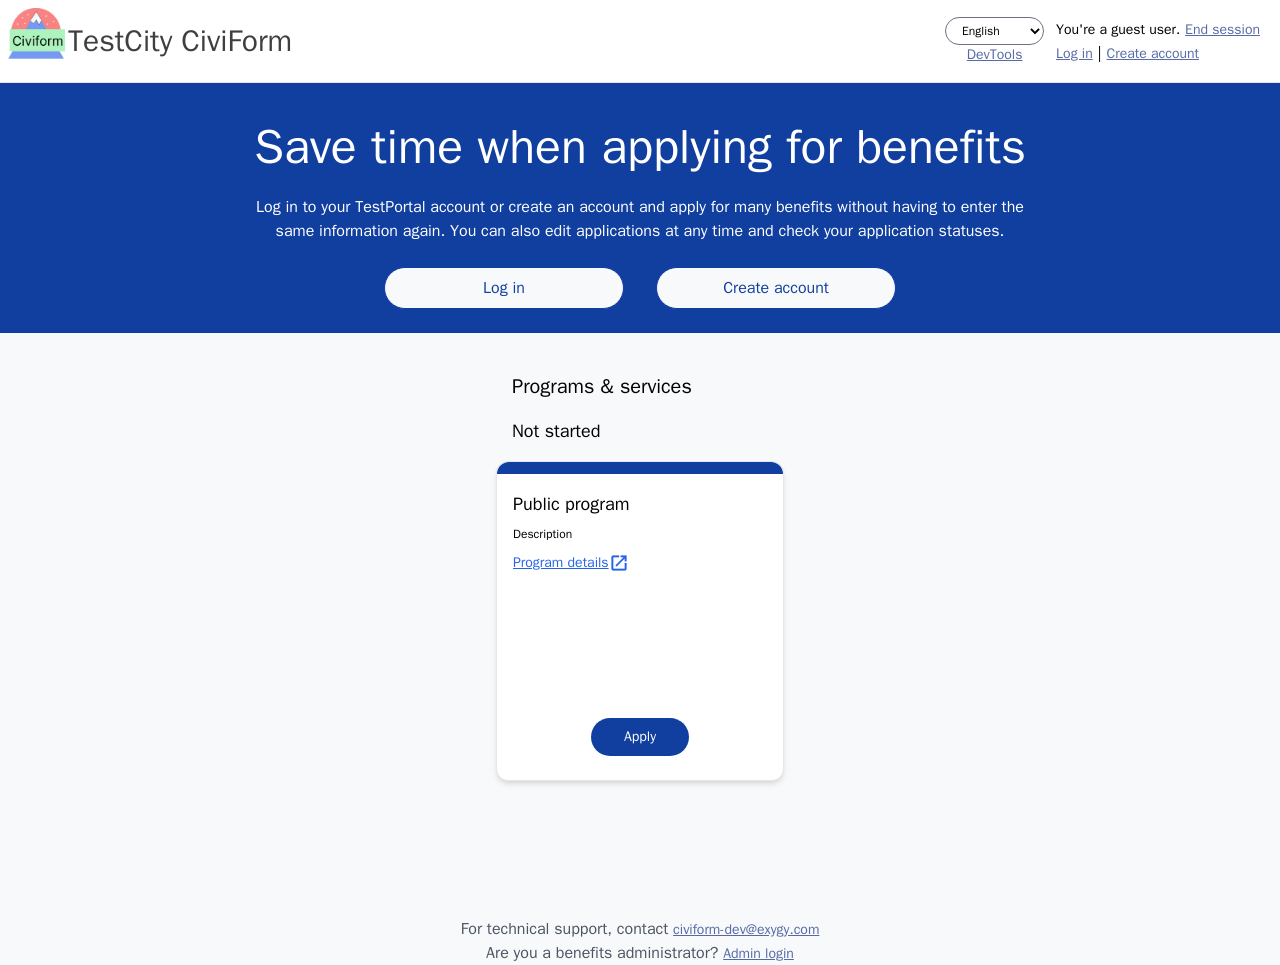 Civiform
TestCity CiviForm
English
DevTools
You're a guest user. End session
Log in | Create account
Save time when applying for benefits
Log in to your TestPortal account or create an account and apply for many benefits without having to enter the
same information again. You can also edit applications at any time and check your application statuses.
Log in
Create account
Programs & services
Not started
Public program
Description
Program details
Apply
For technical support, contact civiform-dev@exygy.com
Are you a benefits administrator? Admin login